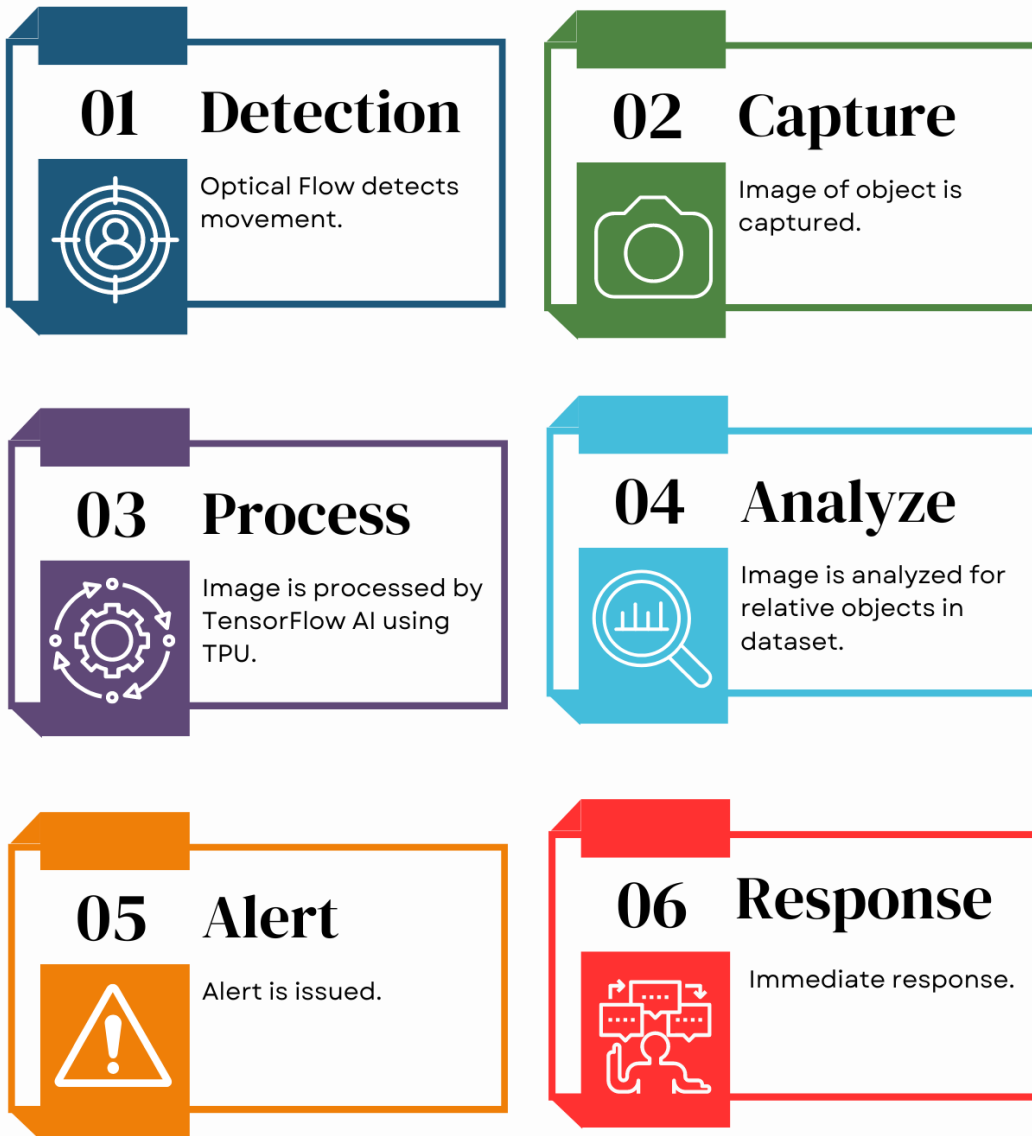 01 Detection
Optical Flow detects
movement.
02 Capture
Image of object is
captured.
03 Process
Image is processed by
TensorFlow AI using
TPU.
04 Analyze
Image is analyzed for
relative objects in
dataset.
05 Alert
Alert is issued.
06 Response
Immediate response.